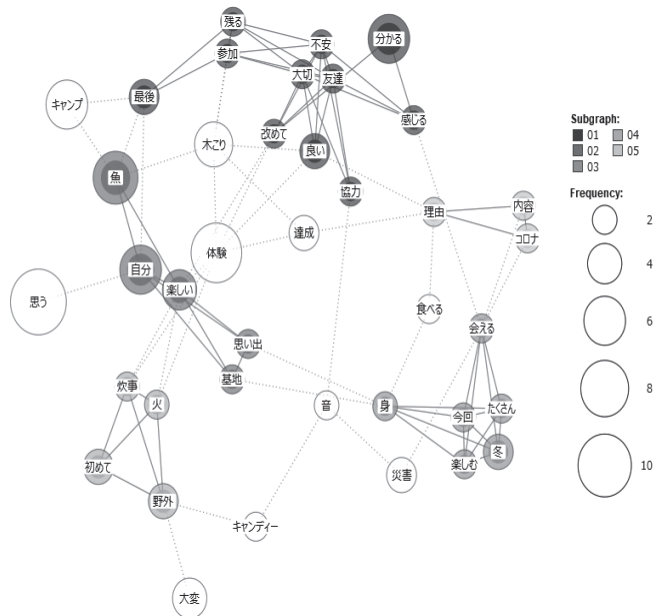 残る
参加
不安
分かる
大切
友達
キャンプ
最後
改めて
感じる
木こり
良い
魚
協力
理由
内容
体験
達成
コロナ
自分
楽しい
思う
食べる
会える
思い出
基地
炊事
火
音
身
今回
たくさん
冬
楽しむ
初めて
災害
野外
キャンディー
大変
Subgraph:
01 04
02 05
03
Frequency:
2
4
6
8
10